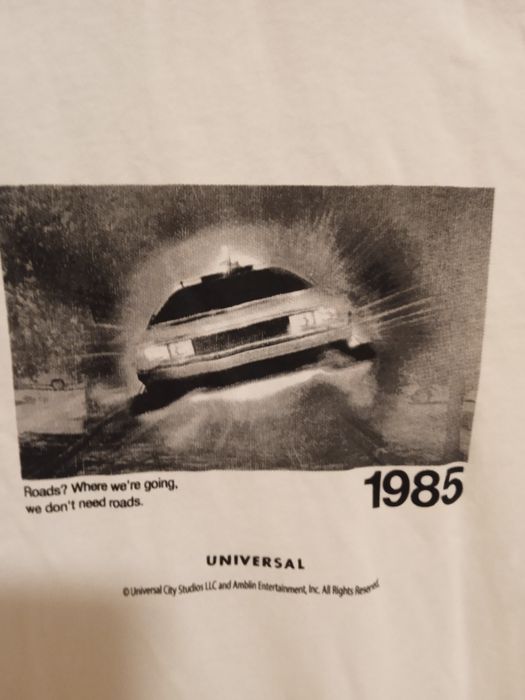 Roads? Where we're going,
we don't need roads.
1985
UNIVERSAL
© Universal City Studios LLC and Amblin Entertainment, Inc. All Rights Reserved.